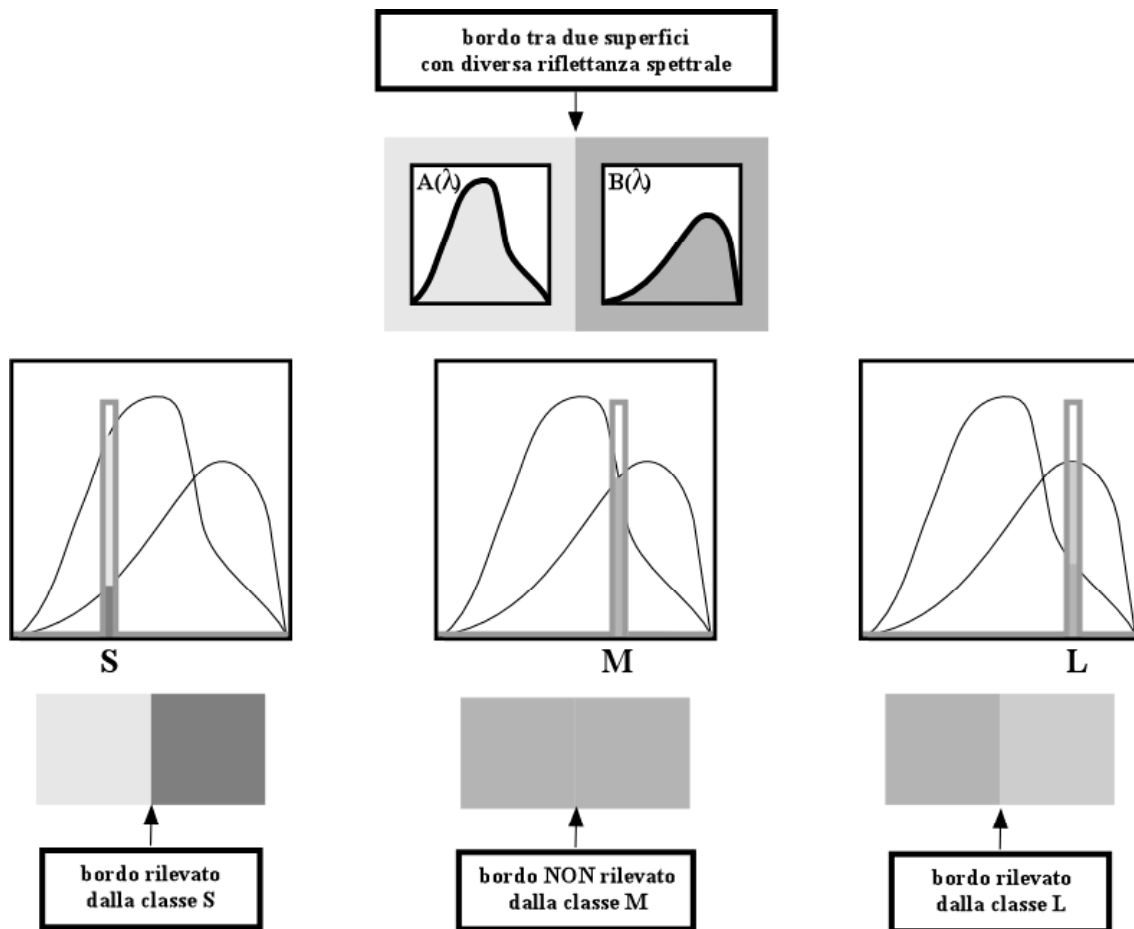 bordo tra due superfici
con diversa riflettanza spettrale
A(λ)
B(λ)
S
M
L
bordo rilevato
dalla classe S
bordo NON rilevato
dalla classe M
bordo rilevato
dalla classe L